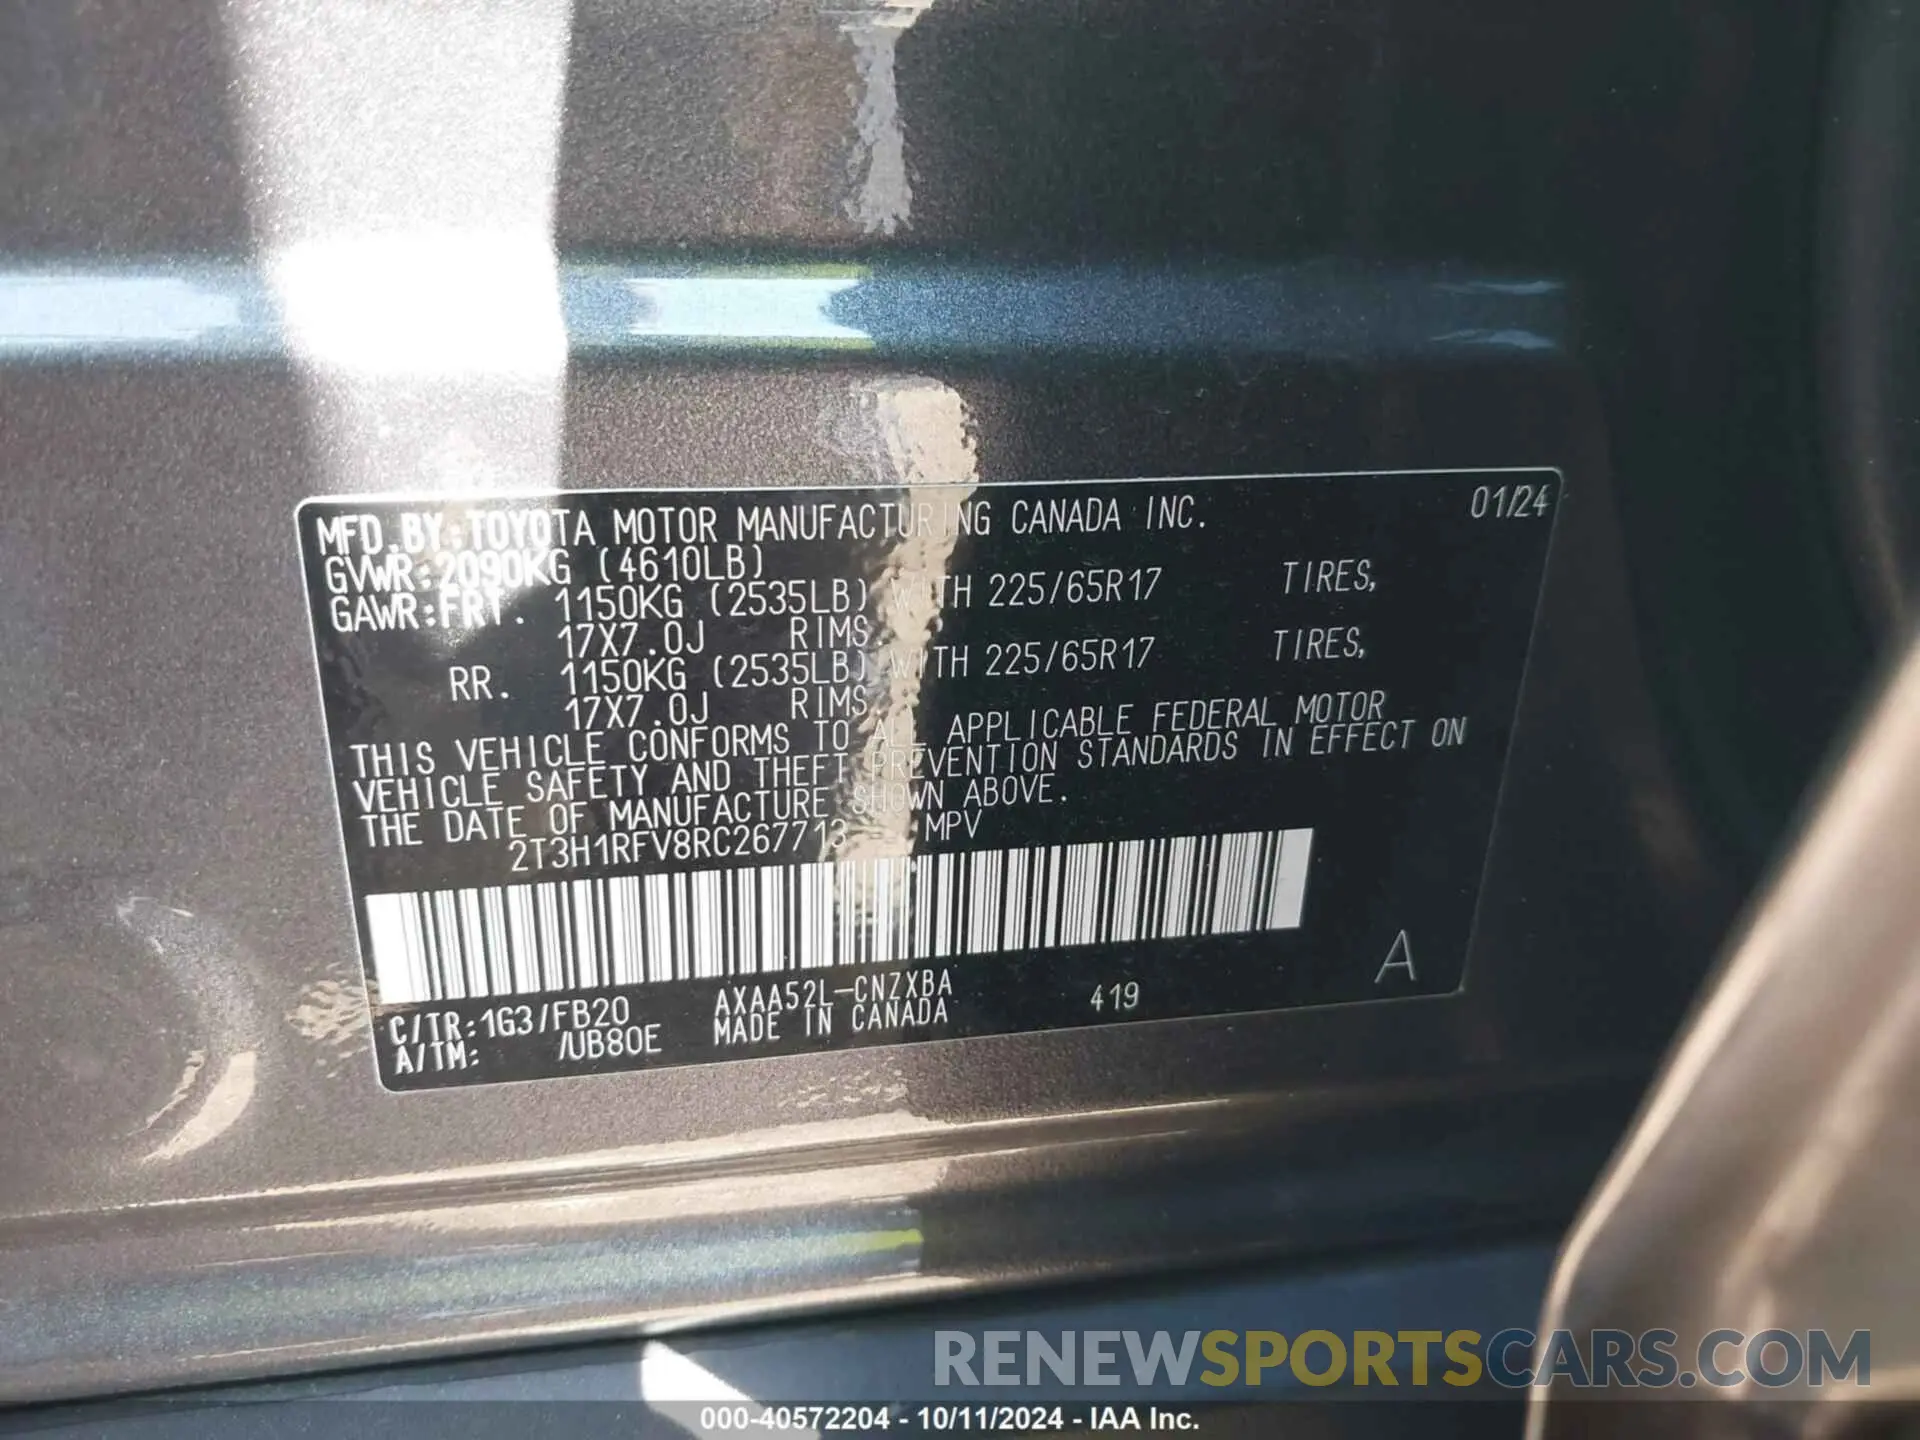 MFD.BY:TOYOTA MOTOR MANUFACTURING CANADA INC. 01/24
GVWR:2090KG (4610LB)
GAWR:FRT. 1150KG (2535LB) WITH 225/65R17 TIRES,
17X7.0J RIMS.
RR. 1150KG (2535LB) WITH 225/65R17 TIRES,
17X7.0J RIMS.
THIS VEHICLE CONFORMS TO ALL APPLICABLE FEDERAL MOTOR
VEHICLE SAFETY AND THEFT PREVENTION STANDARDS IN EFFECT ON
THE DATE OF MANUFACTURE SHOWN ABOVE.
2T3H1RFV8RC267713 MPV
C/TR:1G3/FB20 AXAA52L-CNZXBA 419 A
A/TM: /UB80E MADE IN CANADA
RENEWSPORTSCARS.COM
000-40572204 - 10/11/2024 - IAA Inc.